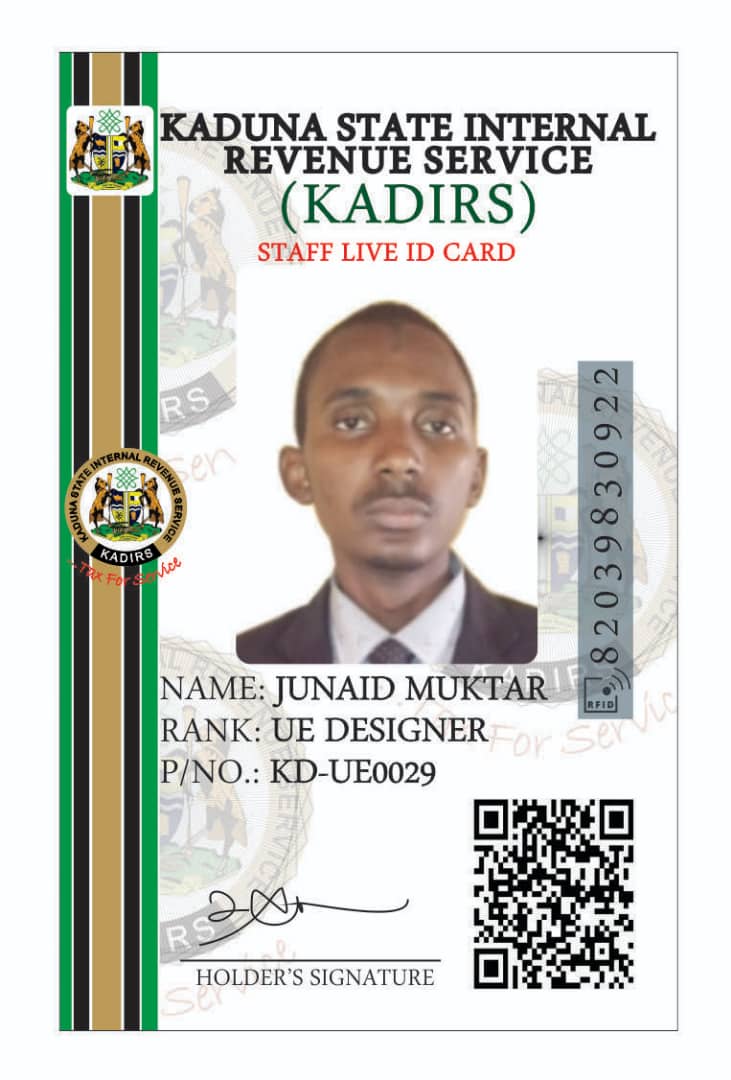 KADUNA STATE INTERNAL
REVENUE SERVICE
(KADIRS)
STAFF LIVE ID CARD
KADUNA STATE INTERNAL REVENUE SERVICE
KADIRS
...Tax For Service
8203983092
2
RFID
NAME: JUNAID MUKTAR
RANK: UE DESIGNER
P/NO.: KD-UE0029
HOLDER'S SIGNATURE